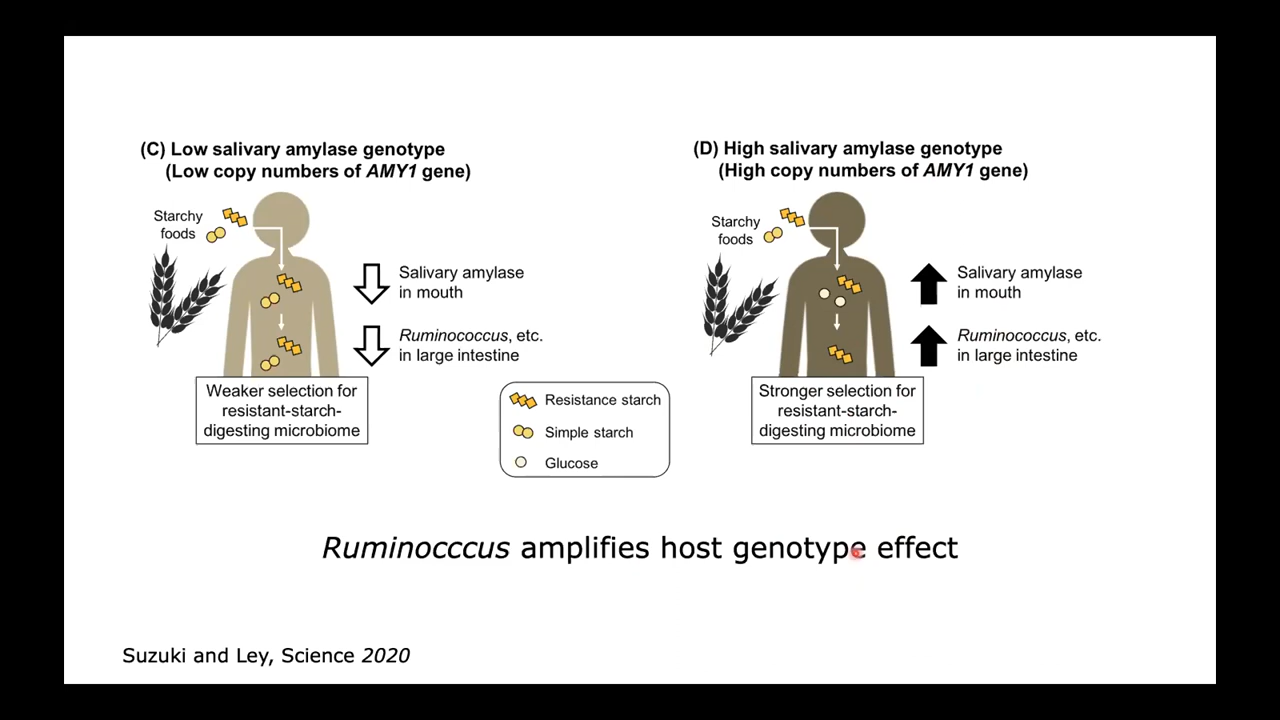 (C) Low salivary amylase genotype
(Low copy numbers of AMY1 gene)
Starchy
foods
Salivary amylase
in mouth
Ruminococcus, etc.
in large intestine
Weaker selection for
resistant-starch-
digesting microbiome
Resistance starch
Simple starch
Glucose
(D) High salivary amylase genotype
(High copy numbers of AMY1 gene)
Starchy
foods
Salivary amylase
in mouth
Ruminococcus, etc.
in large intestine
Stronger selection for
resistant-starch-
digesting microbiome
Ruminocccus amplifies host genotype effect
Suzuki and Ley, Science 2020